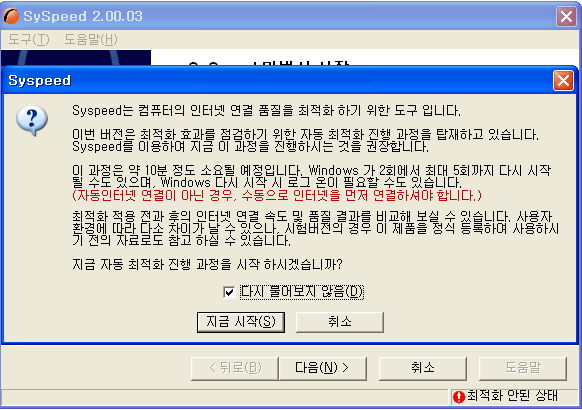 SySpeed 2.00.03
도구(T) 도움말(H)
Syspeed
Syspeed는 컴퓨터의 인터넷 연결 품질을 최적화 하기 위한 도구 입니다.
이번 버전은 최적화 효과를 점검하기 위한 자동 최적화 진행 과정을 탑재하고 있습니다.
Syspeed를 이용하여 지금 이 과정을 진행하시는 것을 권장합니다.
이 과정은 약 10분 정도 소요될 예정입니다. Windows 가 2회에서 최대 5회까지 다시 시작
될 수도 있으며, Windows 다시 시작 시 로그 온이 필요할 수도 있습니다.
(자동인터넷 연결이 아닌 경우, 수동으로 인터넷을 먼저 연결하셔야 합니다.)
최적화 적용 전과 후의 인터넷 연결 속도 및 품질 결과를 비교해 보실 수 있습니다. 사용자
환경에 따라 다소 차이가 날 수 있으나, 시험버전의 경우 이 제품을 정식 등록하여 사용하시
기 전의 자료로도 참고 하실 수 있습니다.
지금 자동 최적화 진행 과정을 시작 하시겠습니까?
다시 물어보지 않음(D)
지금 시작(S) 취소
< 뒤로(B) 다음(N) > 취소 도움말
최적화 안된 상태